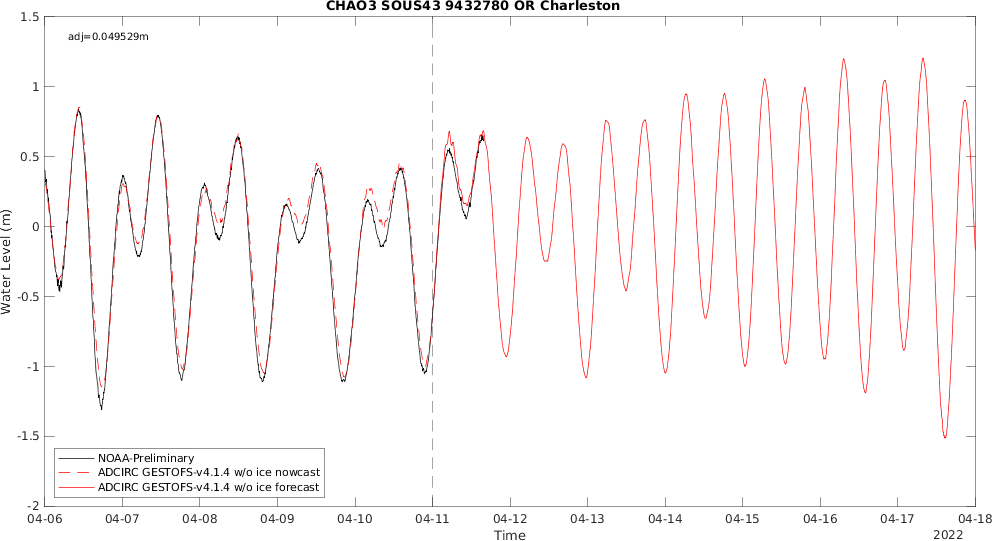 CHAO3 SOUS43 9432780 OR Charleston
adj=0.049529m
1.5
1
0.5
0
-0.5
-1
-1.5
-2
Water Level (m)
NOAA-Preliminary
ADCIRC GESTOFS-v4.1.4 w/o ice nowcast
ADCIRC GESTOFS-v4.1.4 w/o ice forecast
04-06 04-07 04-08 04-09 04-10 04-11 04-12 04-13 04-14 04-15 04-16 04-17 04-18
Time
2022